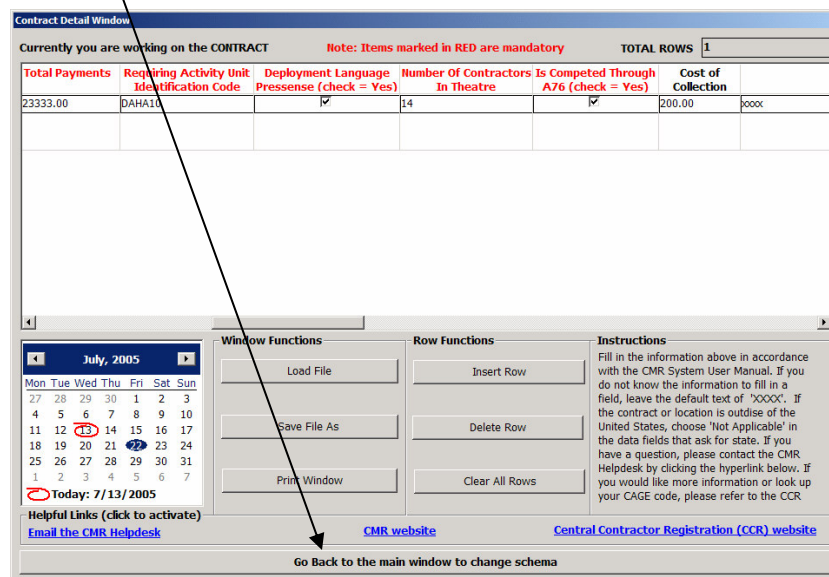 Contract Detail Window
Currently you are working on the CONTRACT Note: Items marked in RED are mandatory TOTAL ROWS 1
Total Payments Requiring Activity Unit Identification Code Deployment Language Pressense (check = Yes) Number Of Contractors In Theatre Is Competed Through A76 (check = Yes) Cost of Collection
23333.00 DAHA10 14 200.00 xxxx
July, 2005
Mon Tue Wed Thu Fri Sat Sun
27 28 29 30 1 2 3
4 5 6 7 8 9 10
11 12 13 14 15 16 17
18 19 20 21 22 23 24
25 26 27 28 29 30 31
1 2 3 4 5 6 7
Today: 7/13/2005
Window Functions
Load File
Save File As
Print Window
Row Functions
Insert Row
Delete Row
Clear All Rows
Instructions
Fill in the information above in accordance
with the CMR System User Manual. If you
do not know the information to fill in a
field, leave the default text of 'XXXX'. If
the contract or location is outdise of the
United States, choose 'Not Applicable' in
the data fields that ask for state. If you
have a question, please contact the CMR
Helpdesk by clicking the hyperlink below. If
you would like more information or look up
your CAGE code, please refer to the CCR
Helpful Links (click to activate)
Email the CMR Helpdesk CMR website Central Contractor Registration (CCR) website
Go Back to the main window to change schema